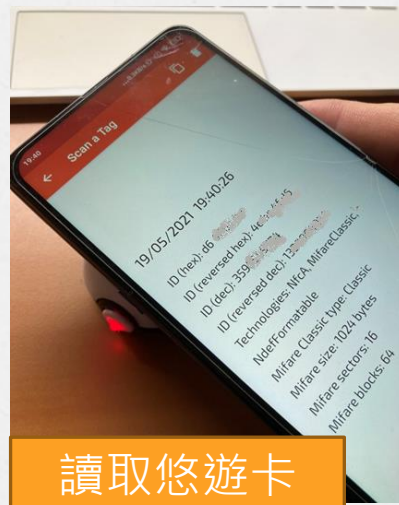 19:40
Scan a Tag
19/05/2021 19:40:26
ID (hex): d6
ID (reversed hex):
ID (dec): 359
ID (reversed dec):
Technologies: NfcA, MifareClassic,
NdefFormatable
Mifare Classic type: Classic
Mifare size: 1024 bytes
Mifare sectors: 16
Mifare blocks: 64
讀取悠遊卡